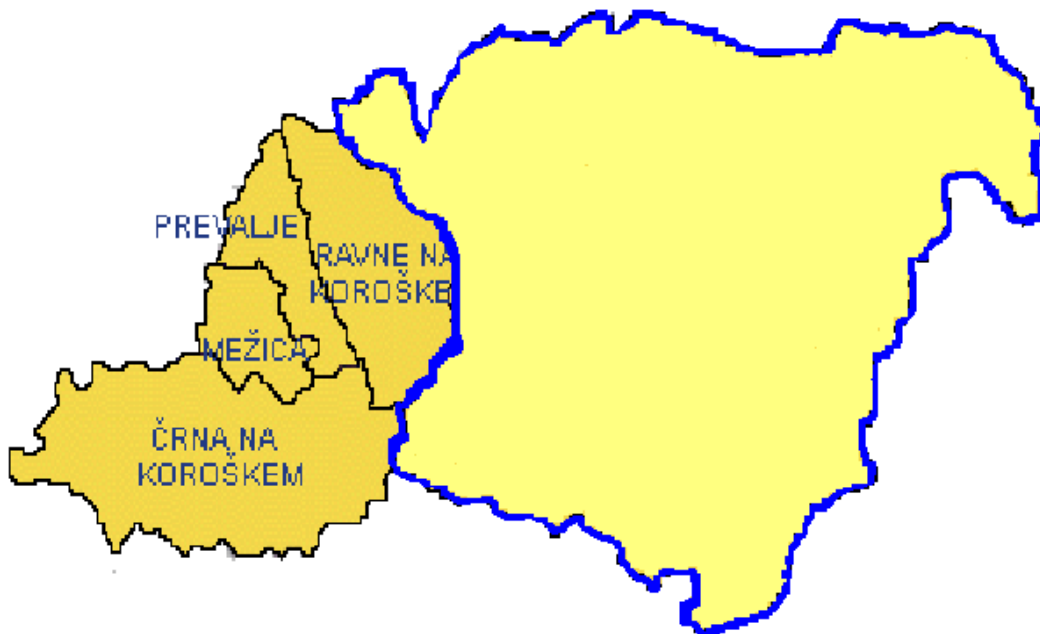 PREVALJE
RAVNE NA
KOROŠKE
MEŽICA
ČRNA NA
KOROŠKEM